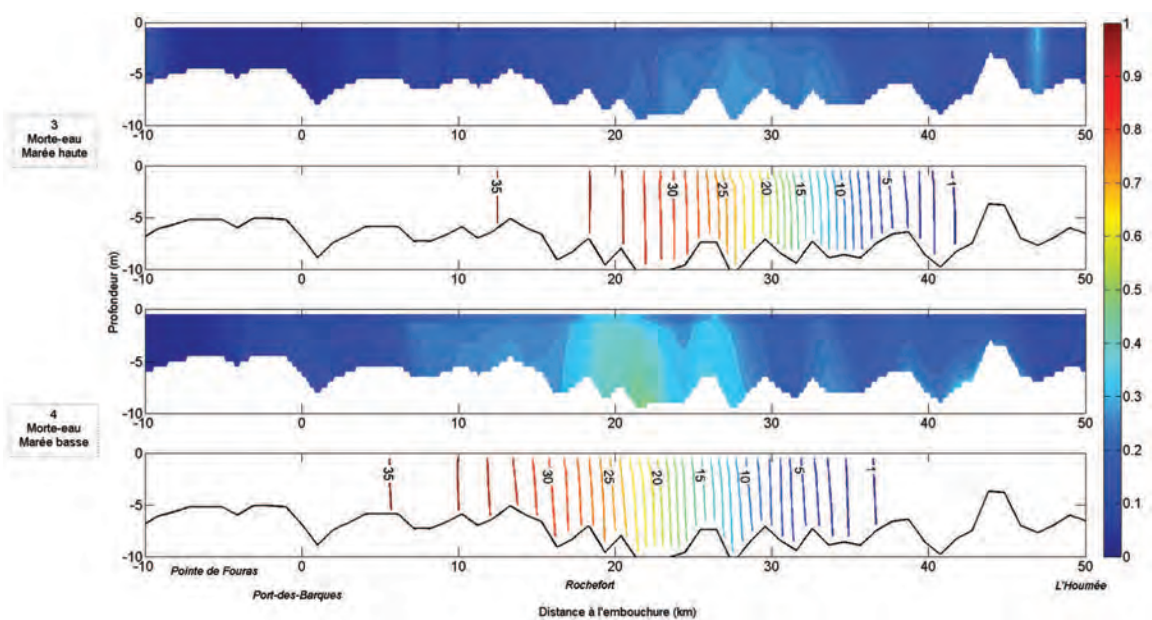 3
Morte-eau
Marée haute
4
Morte-eau
Marée basse
Profondeur (m)
0
-5
-10
-10 0 10 20 30 40 50
0
-5
-10
35 30 25 20 15 10 5 1
-10 0 10 20 30 40 50
0
-5
-10
-10 0 10 20 30 40 50
0
-5
-10
35 30 25 20 15 10 5 1
-10 0 10 20 30 40 50
Pointe de Fouras
Port-des-Barques
Rochefort
L'Houmée
Distance à l'embouchure (km)
1
0.9
0.8
0.7
0.6
0.5
0.4
0.3
0.2
0.1
0